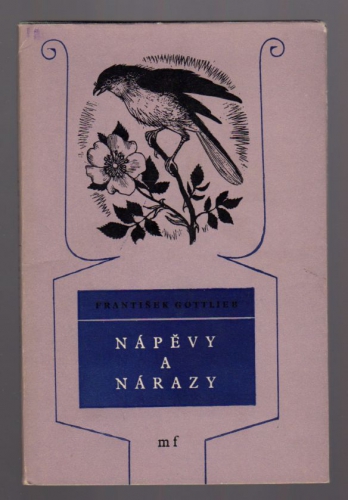 FRANTIŠEK GOTTLIEB
NÁPĚVY
A
NÁRAZY
mf